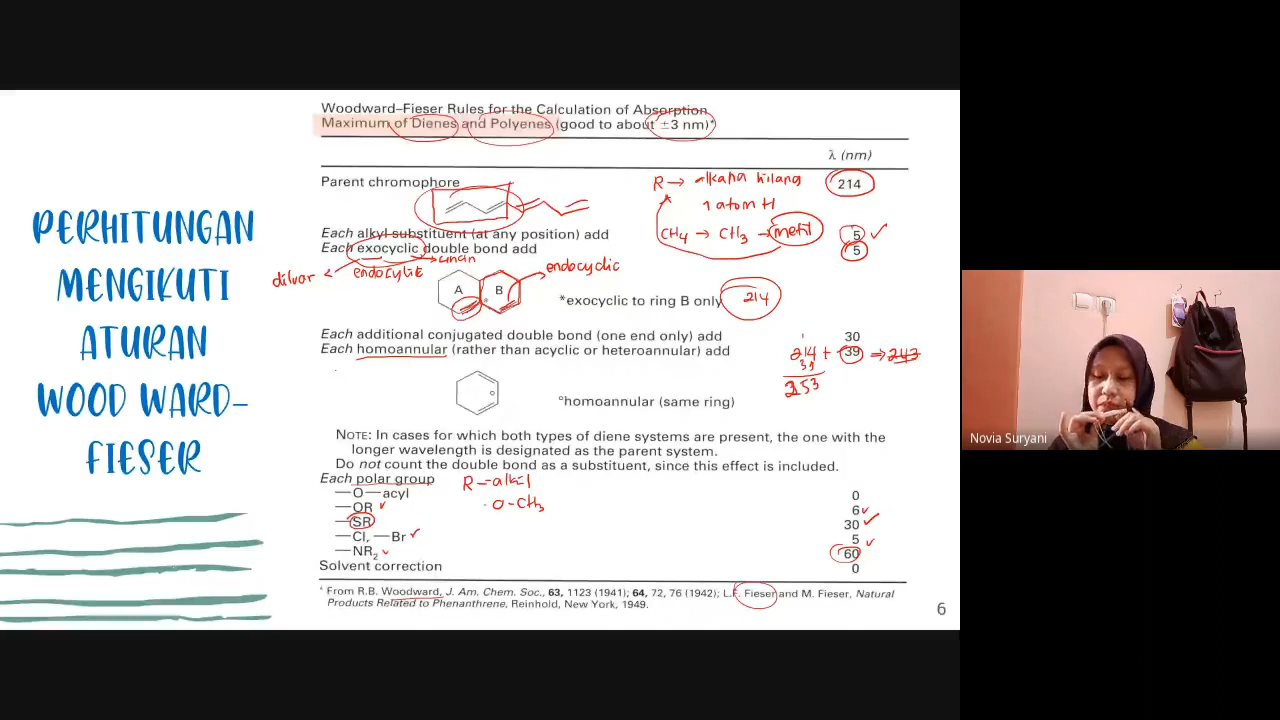 PERHITUNGAN
MENGIKUTI
ATURAN
WOOD WARD-
FIESER
Woodward–Fieser Rules for the Calculation of Absorption
Maximum of Dienes and Polyenes (good to about ±3 nm)*
λ (nm)
Parent chromophore
214
R → alkana hilang
1 atom H
CH4 → CH3 → metil
Each alkyl substituent (at any position) add
5
Each exocyclic double bond add
5
diluar
endocyclic
cincin
endocyclic
A
B
*exocyclic to ring B only
214
Each additional conjugated double bond (one end only) add
30
Each homoannular (rather than acyclic or heteroannular) add
39
214 +
⇒ 243
39
253
°homoannular (same ring)
NOTE: In cases for which both types of diene systems are present, the one with the
longer wavelength is designated as the parent system.
Do not count the double bond as a substituent, since this effect is included.
Each polar group
R – alkil
—O—acyl
0
O-CH3
—OR
6
—SR
30
—Cl, —Br
5
—NR2
60
Solvent correction
0
* From R.B. Woodward, J. Am. Chem. Soc., 63, 1123 (1941); 64, 72, 76 (1942); L.F. Fieser and M. Fieser, Natural
Products Related to Phenanthrene, Reinhold, New York, 1949.
6
Novia Suryani